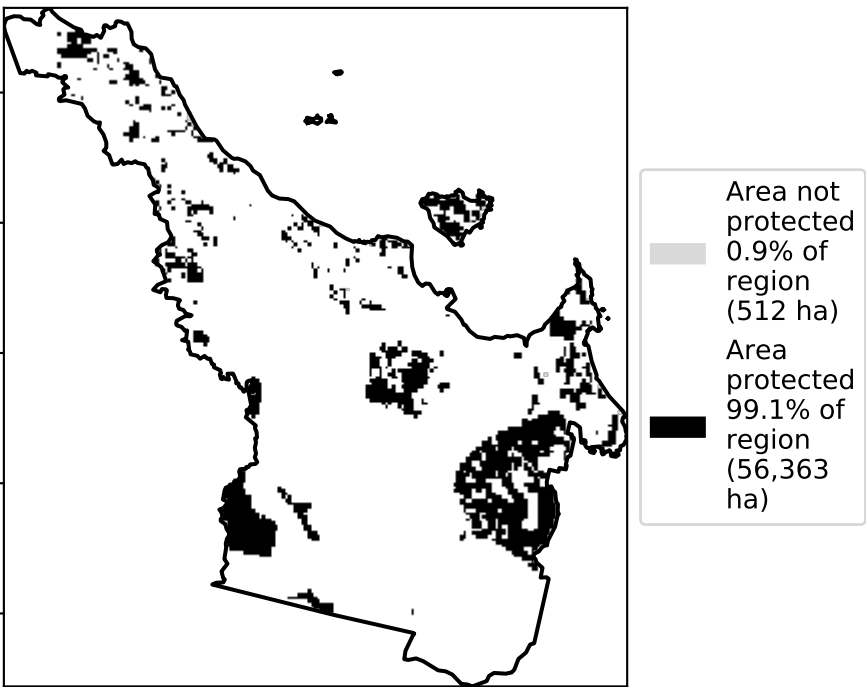 Area not
protected
0.9% of
region
(512 ha)
Area
protected
99.1% of
region
(56,363
ha)